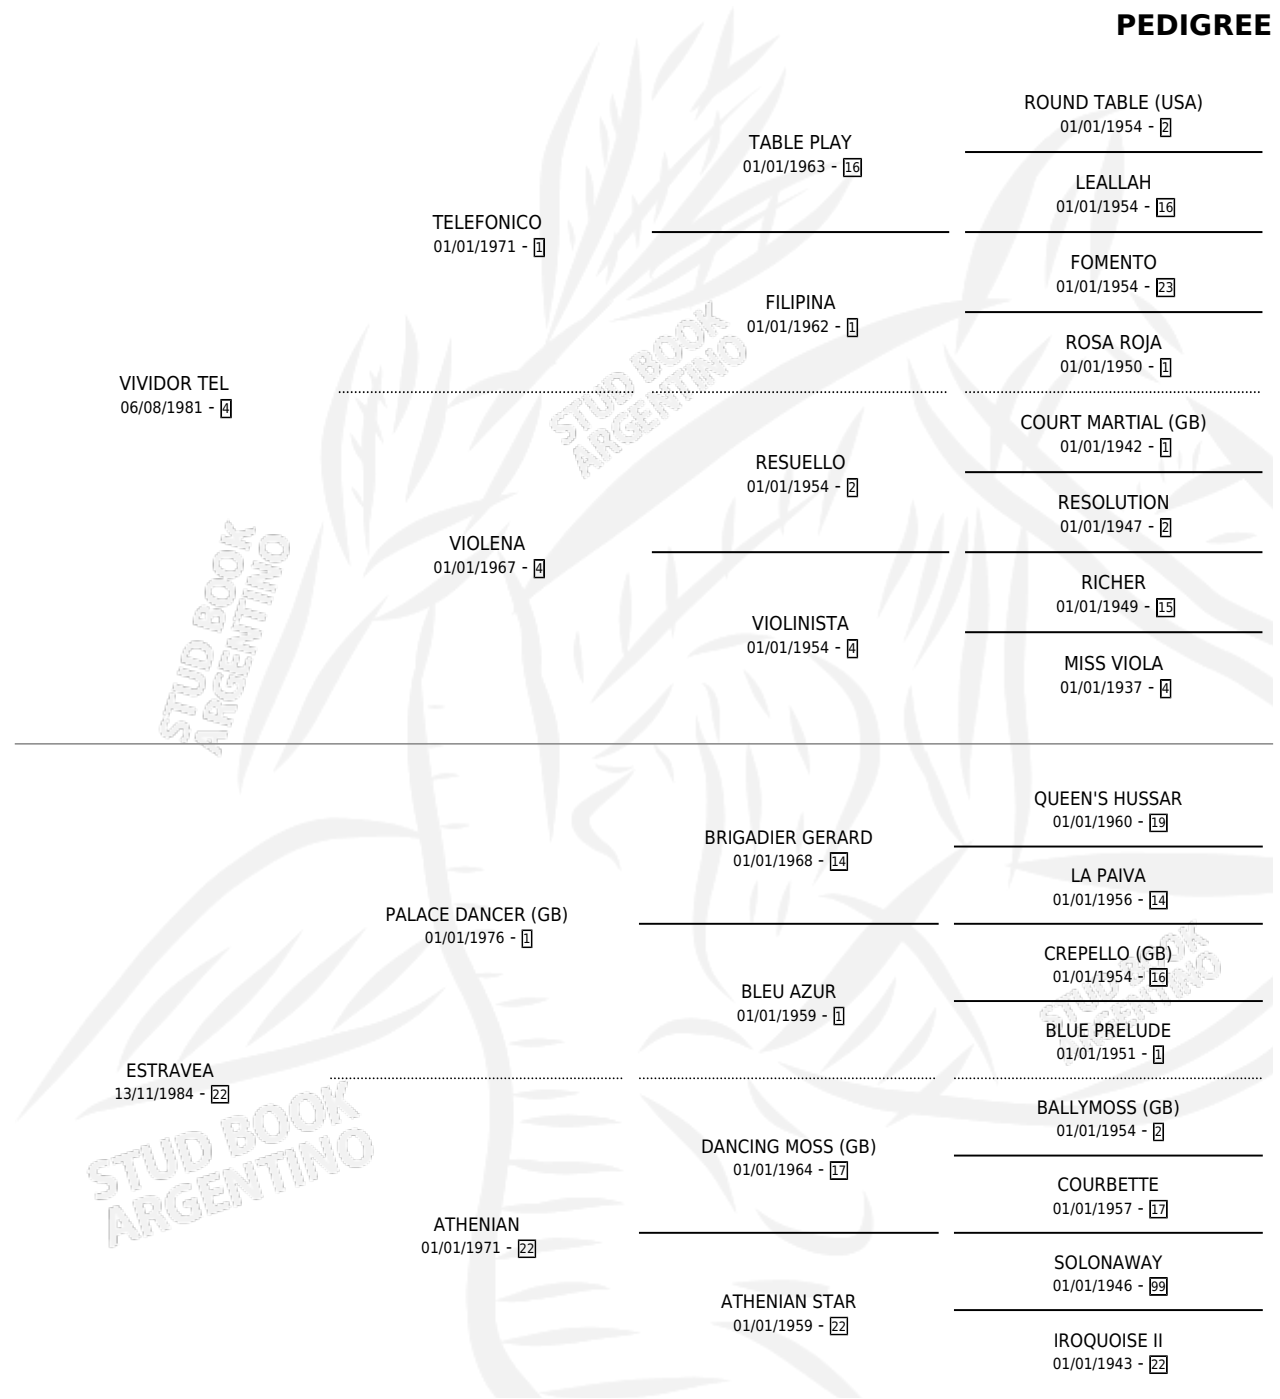 PEDIGREE
ROUND TABLE (USA)
01/01/1954 - 2
TABLE PLAY
01/01/1963 - 16
LEALLAH
01/01/1954 - 16
TELEFONICO
01/01/1971 - 1
FOMENTO
01/01/1954 - 23
FILIPINA
01/01/1962 - 1
ROSA ROJA
01/01/1950 - 1
VIVIDOR TEL
06/08/1981 - 4
STUD BOOK
ARGENTINO
COURT MARTIAL (GB)
01/01/1942 - 1
RESUELLO
01/01/1954 - 2
RESOLUTION
01/01/1947 - 2
VIOLENA
01/01/1967 - 4
RICHER
01/01/1949 - 15
VIOLINISTA
01/01/1954 - 4
MISS VIOLA
01/01/1937 - 4
STUD BOOK
ARGENTINO
QUEEN'S HUSSAR
01/01/1960 - 19
BRIGADIER GERARD
01/01/1968 - 14
LA PAIVA
01/01/1956 - 14
PALACE DANCER (GB)
01/01/1976 - 1
CREPELLO (GB)
01/01/1954 - 16
BLEU AZUR
01/01/1959 - 1
STUD BOOK
ARGENTINO
BLUE PRELUDE
01/01/1951 - 1
ESTRAVEA
13/11/1984 - 22
STUD BOOK
ARGENTINO
BALLYMOSS (GB)
01/01/1954 - 2
DANCING MOSS (GB)
01/01/1964 - 17
COURBETTE
01/01/1957 - 17
ATHENIAN
01/01/1971 - 22
SOLONAWAY
01/01/1946 - 99
ATHENIAN STAR
01/01/1959 - 22
IROQUOISE II
01/01/1943 - 22